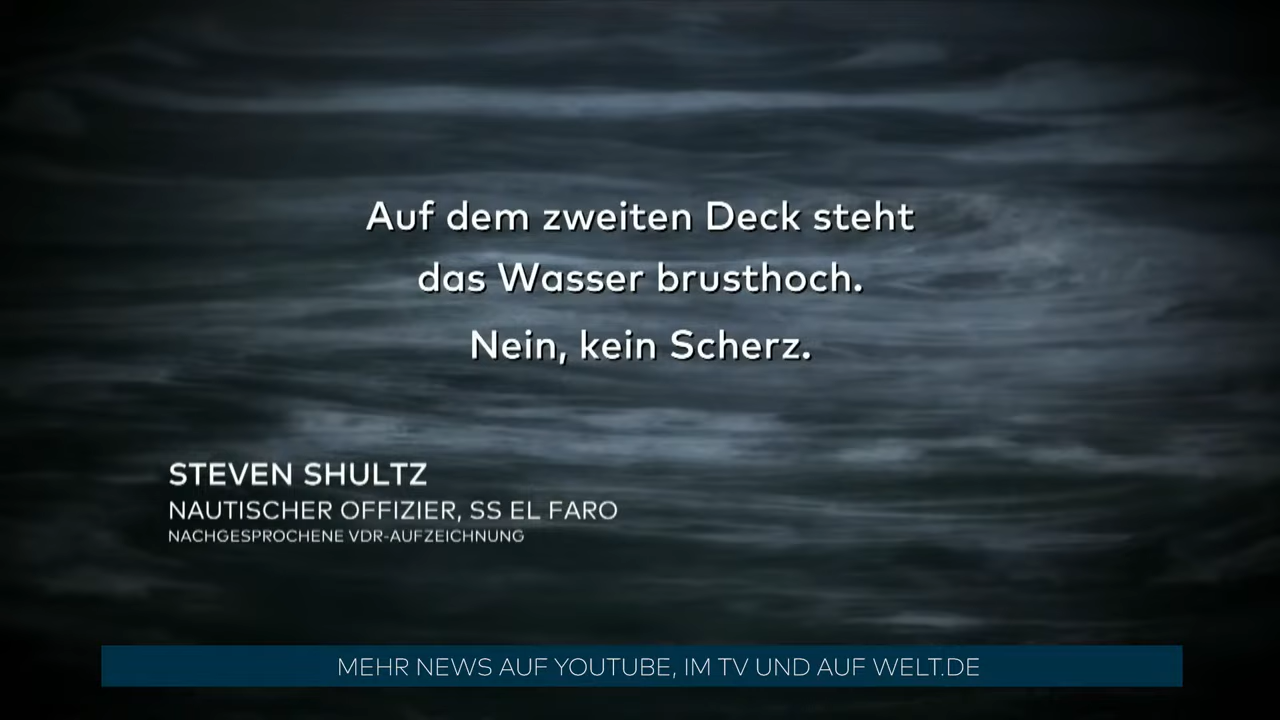 Auf dem zweiten Deck steht
das Wasser brusthoch.
Nein, kein Scherz.
STEVEN SHULTZ
NAUTISCHER OFFIZIER, SS EL FARO
NACHGESPROCHENE VDR-AUFZEICHNUNG
MEHR NEWS AUF YOUTUBE, IM TV UND AUF WELT.DE